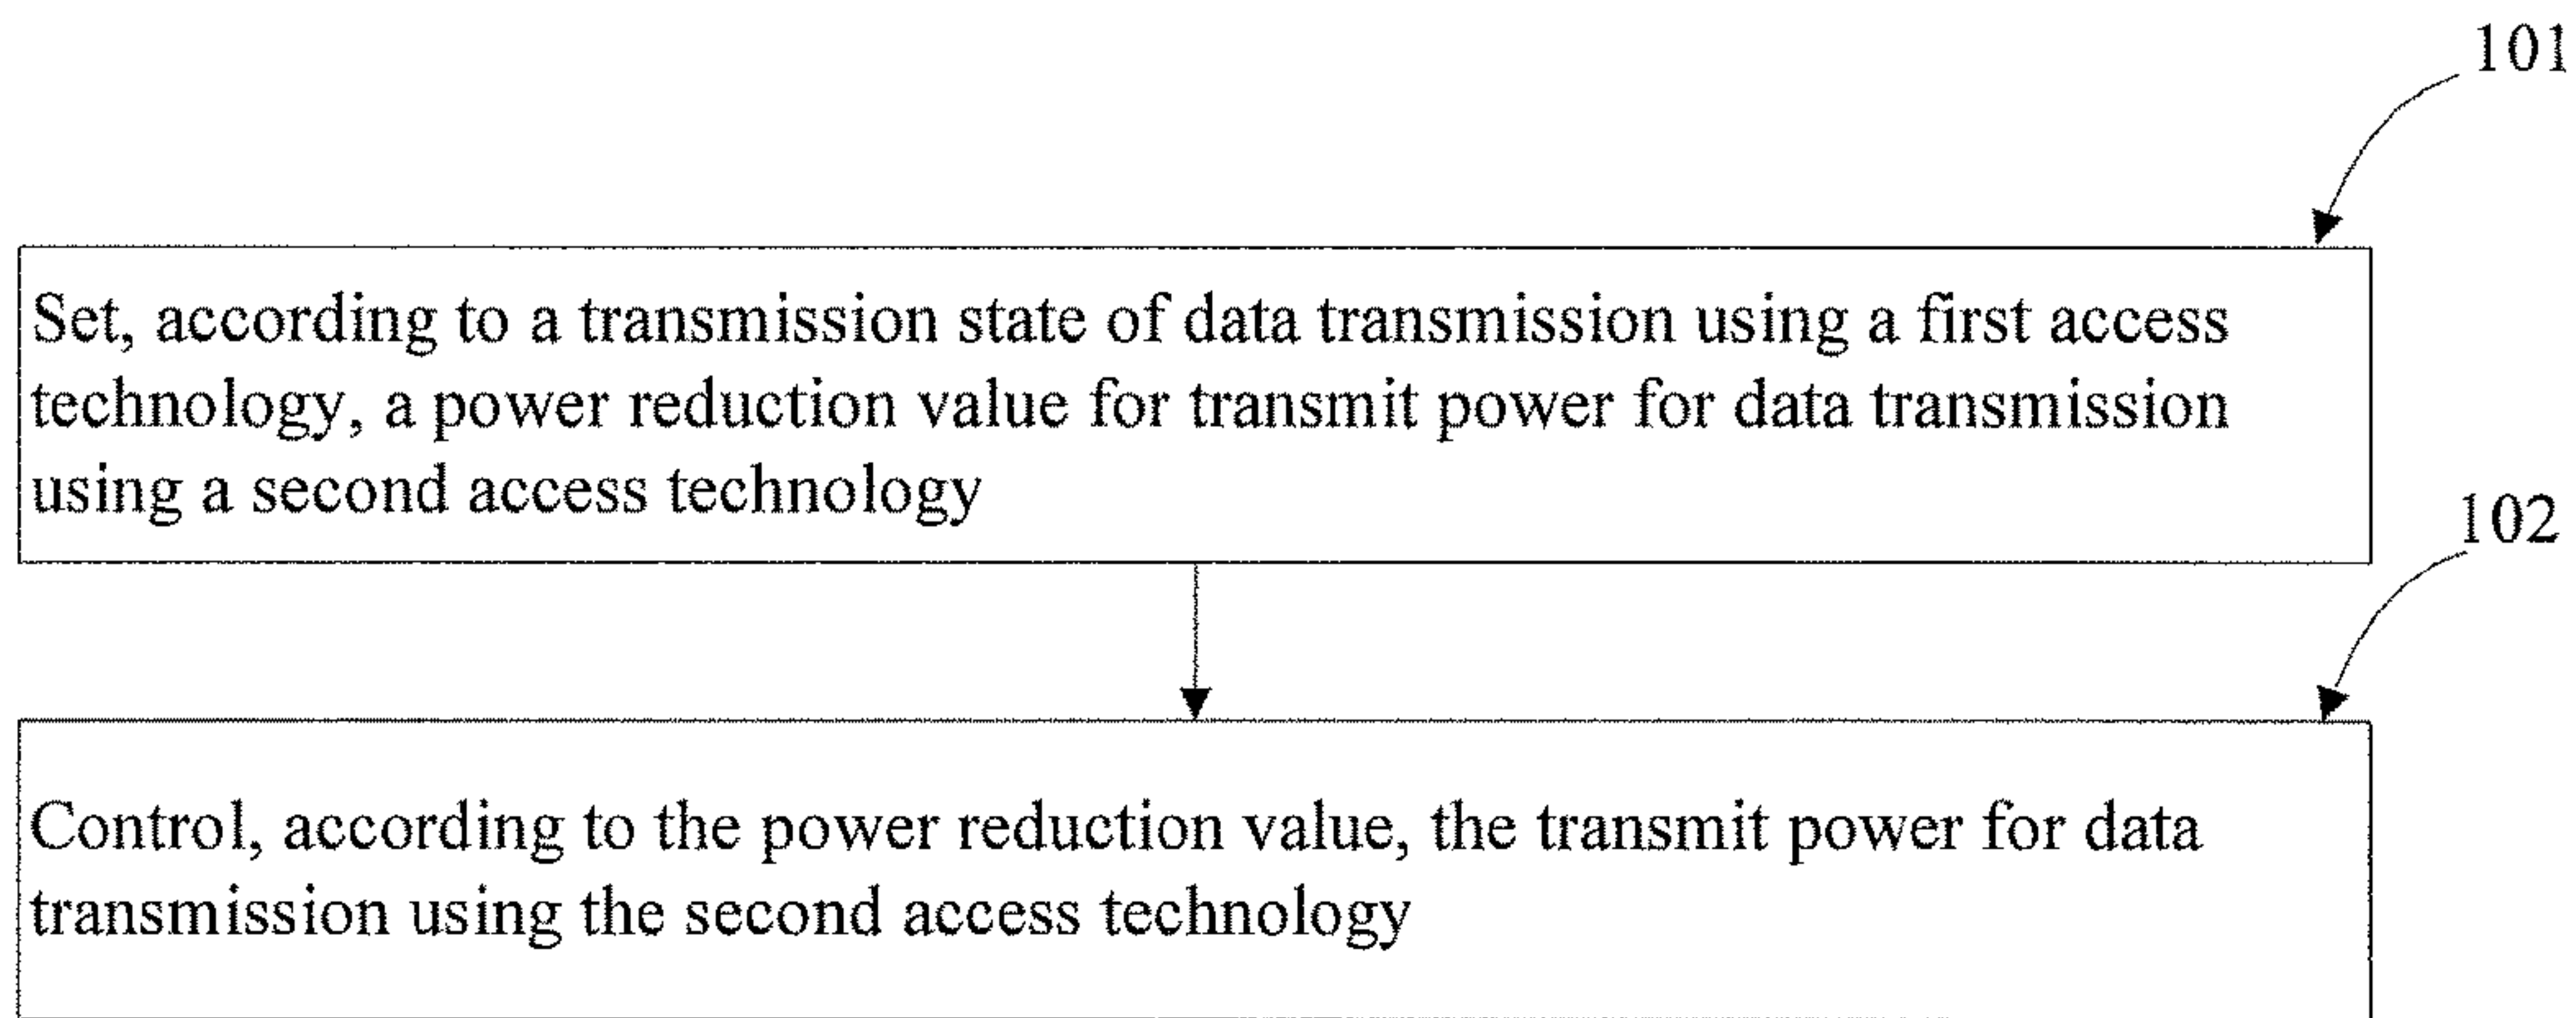 101
Set, according to a transmission state of data transmission using a first access
technology, a power reduction value for transmit power for data transmission
using a second access technology
102
Control, according to the power reduction value, the transmit power for data
transmission using the second access technology